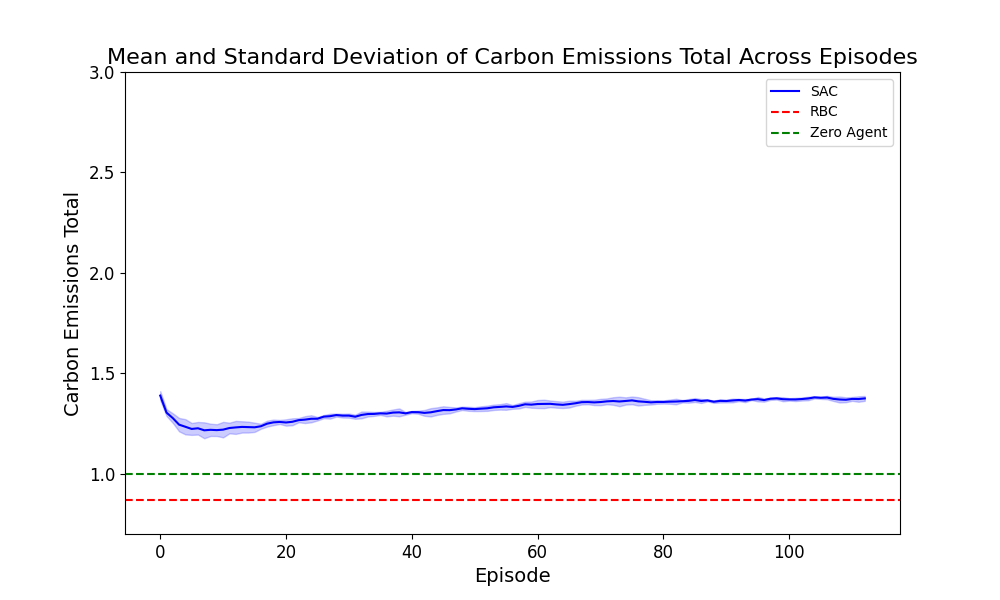 Mean and Standard Deviation of Carbon Emissions Total Across Episodes
3.0
2.5
2.0
1.5
1.0
Carbon Emissions Total
SAC
RBC
Zero Agent
0 20 40 60 80 100
Episode